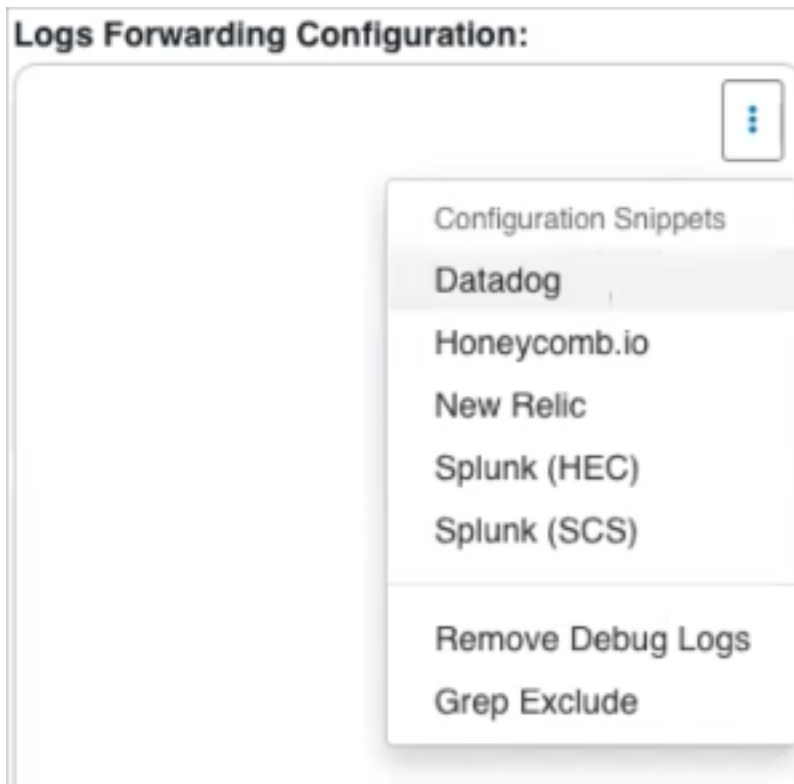 Logs Forwarding Configuration:
Configuration Snippets
Datadog
Honeycomb.io
New Relic
Splunk (HEC)
Splunk (SCS)
Remove Debug Logs
Grep Exclude